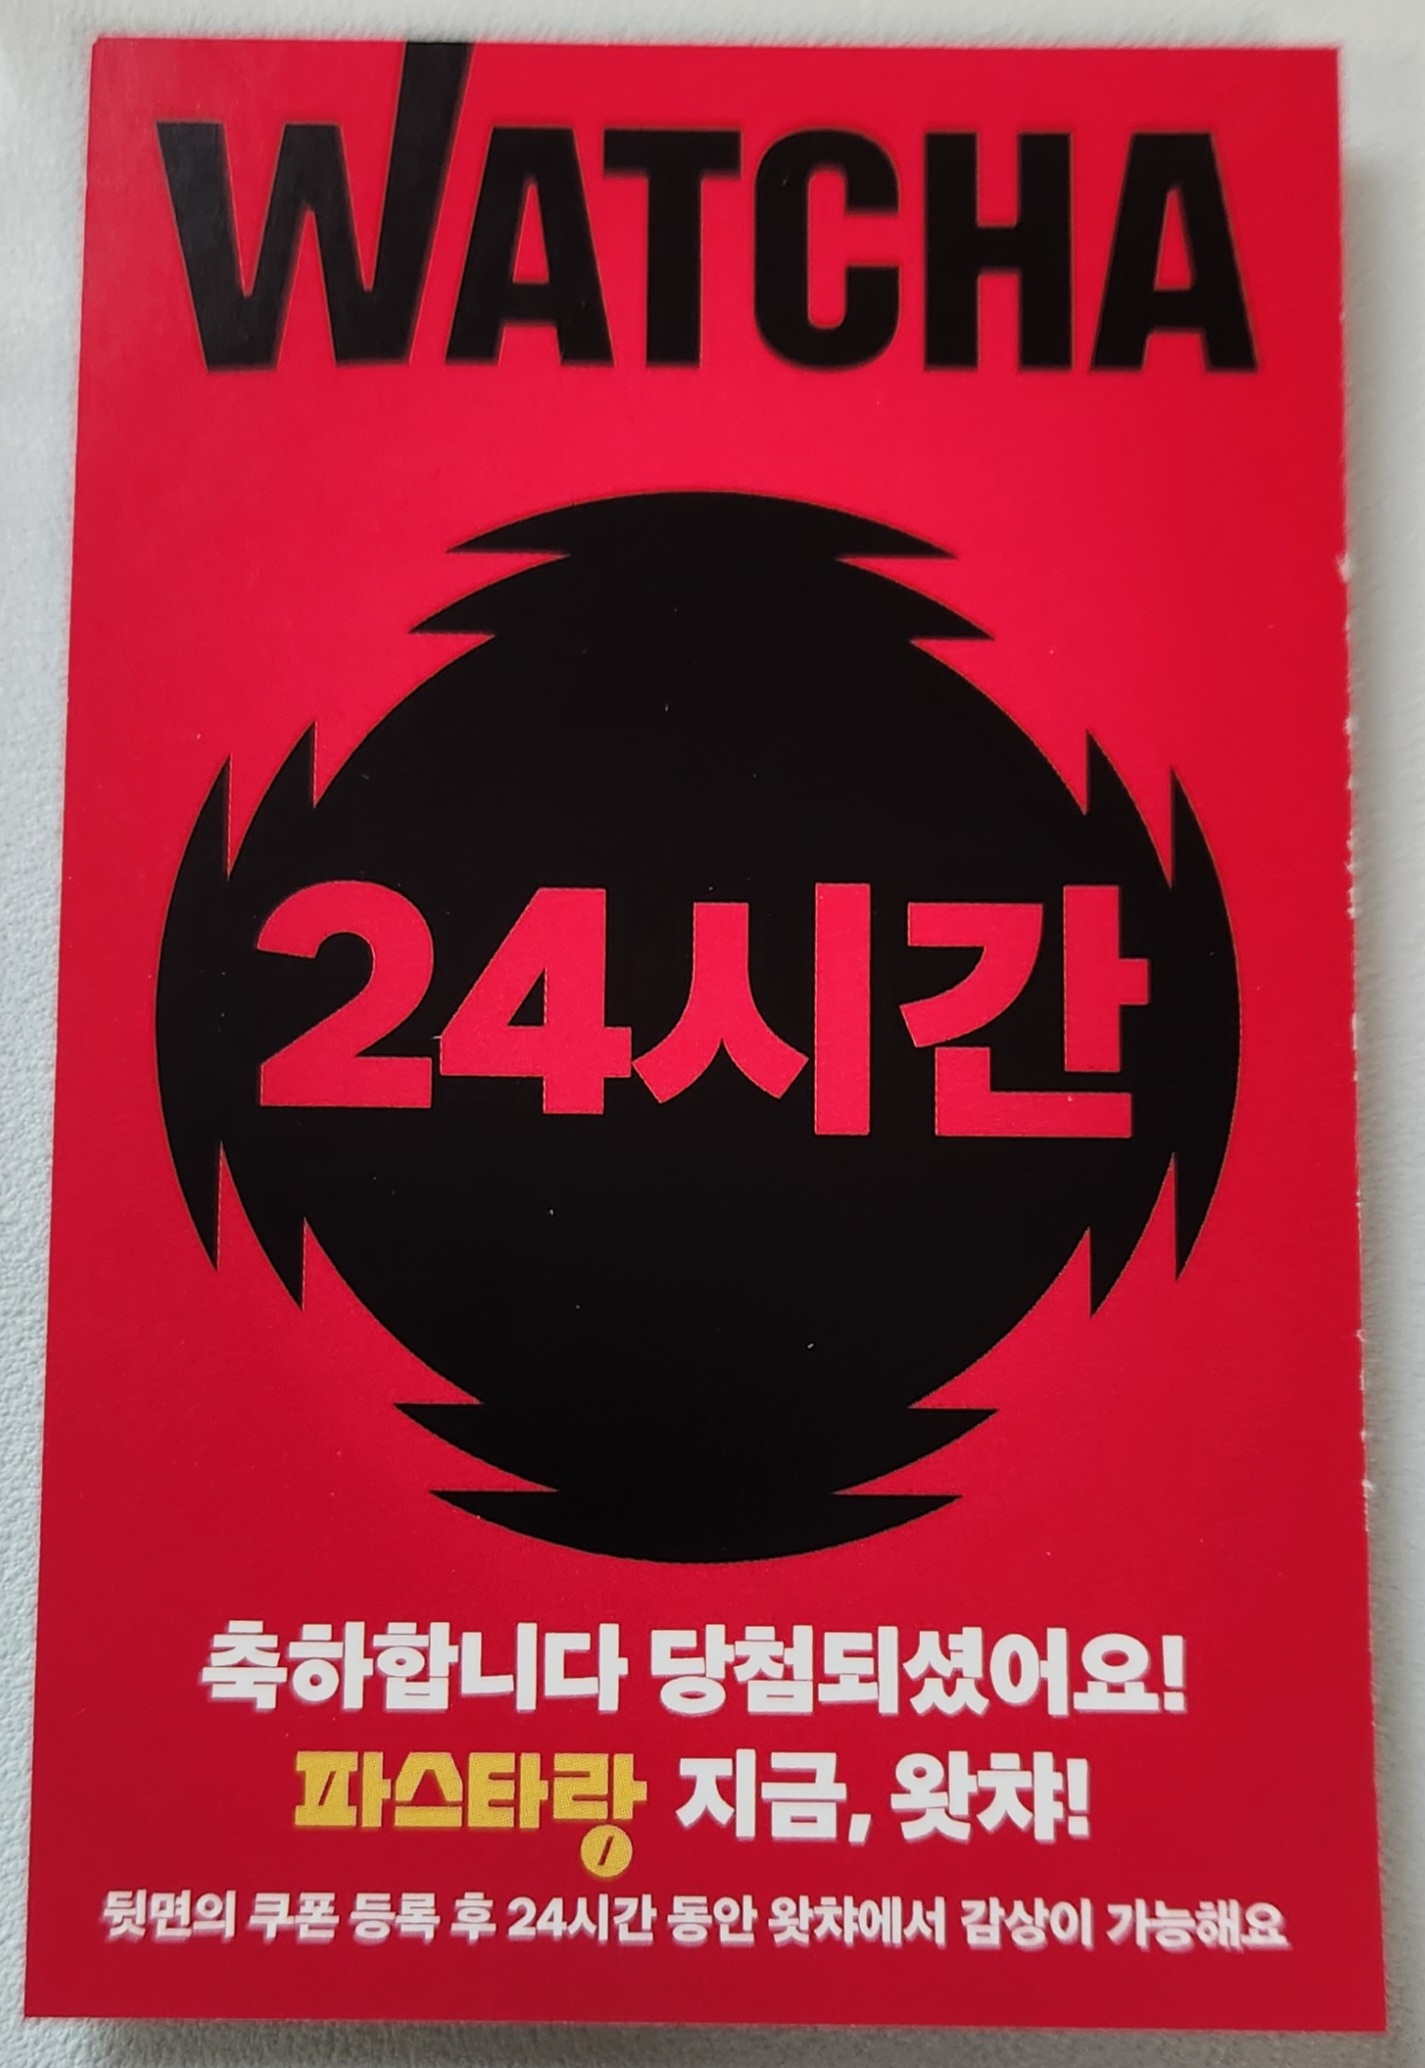 WATCHA
24시간
축하합니다 당첨되셨어요!
파스타랑 지금, 왓챠!
뒷면의 쿠폰 등록 후 24시간 동안 왓챠에서 감상이 가능해요